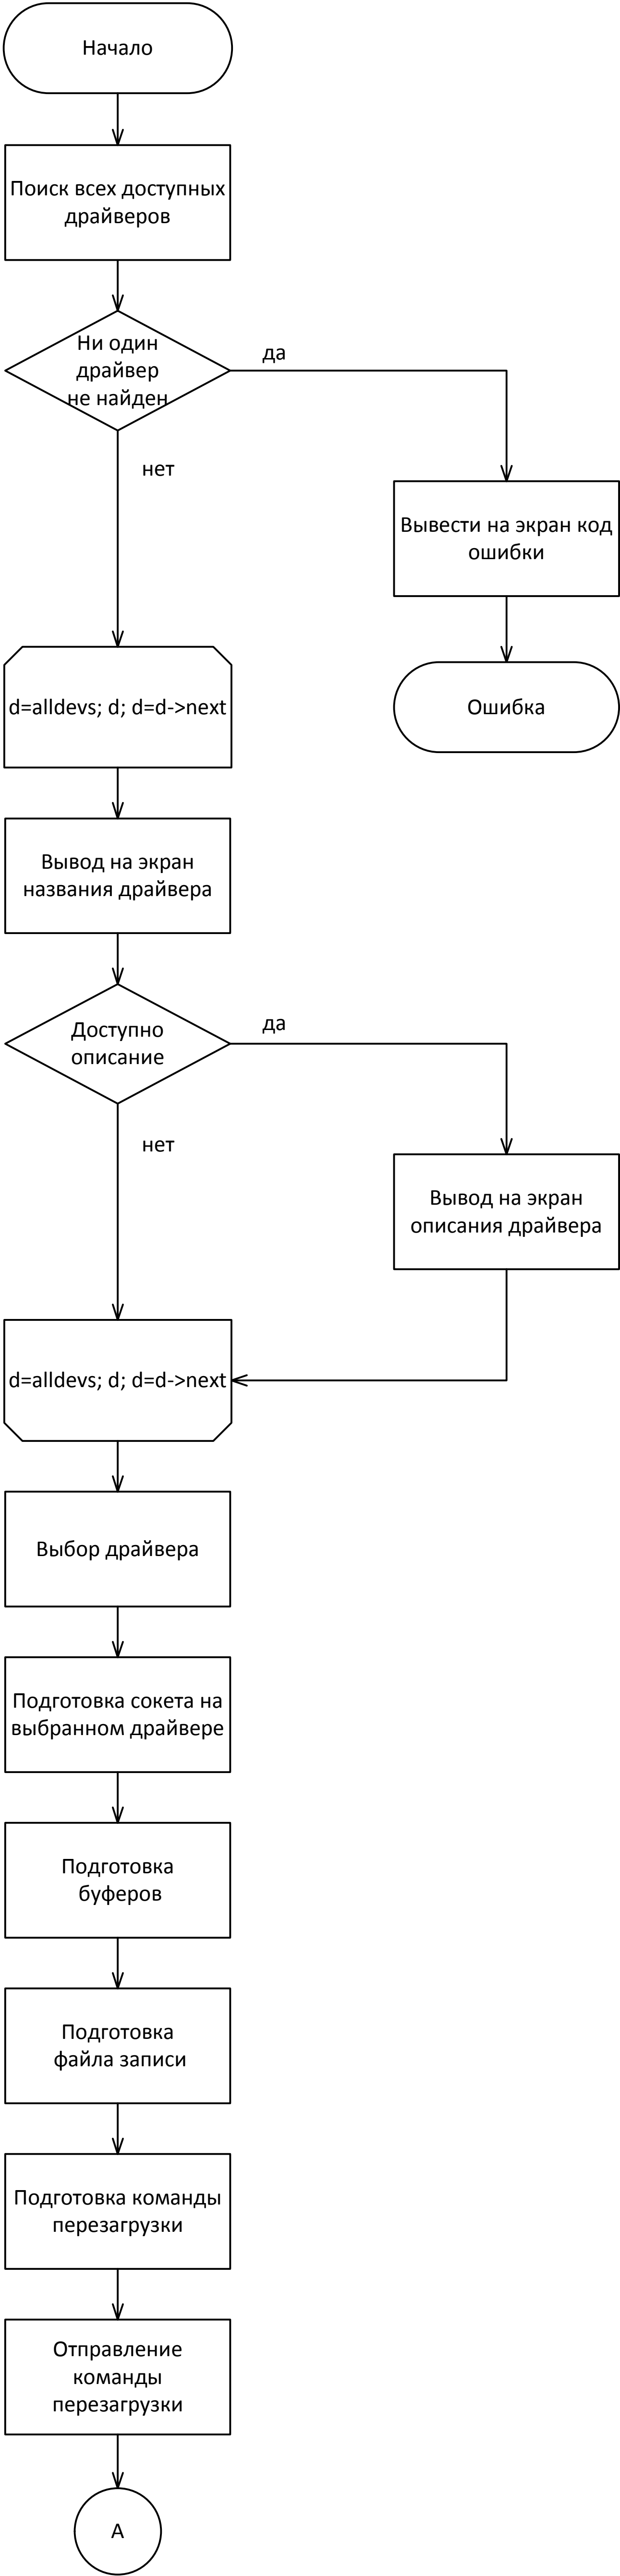 Начало
Поиск всех доступных
драйверов
Ни один
драйвер
не найден
да
нет
Вывести на экран код
ошибки
Ошибка
d=alldevs; d; d=d->next
Вывод на экран
названия драйвера
Доступно
описание
да
нет
Вывод на экран
описания драйвера
d=alldevs; d; d=d->next
Выбор драйвера
Подготовка сокета на
выбранном драйвере
Подготовка
буферов
Подготовка
файла записи
Подготовка команды
перезагрузки
Отправление
команды
перезагрузки
А